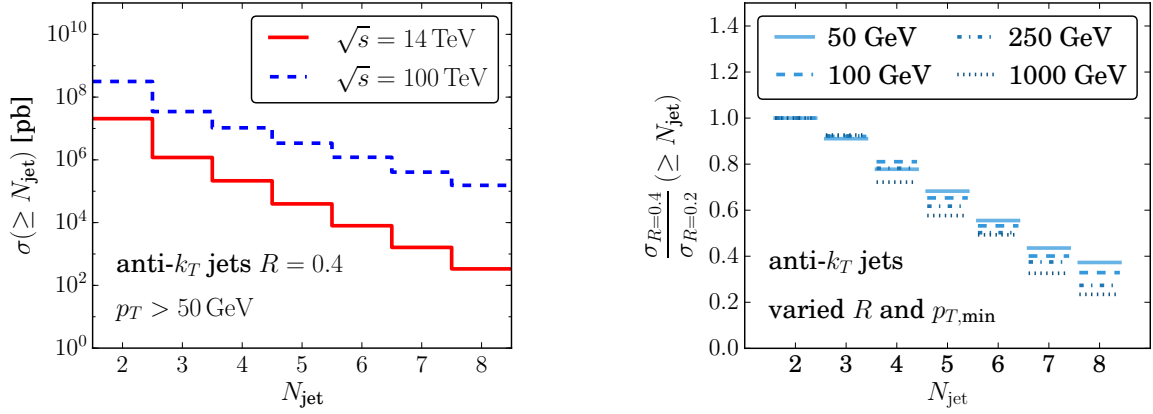 10^10
10^8
10^6
10^4
10^2
10^0
σ(≥ N_jet) [pb]
√s = 14 TeV
√s = 100 TeV
anti-k_T jets R = 0.4
p_T > 50 GeV
2 3 4 5 6 7 8
N_jet
1.4
1.2
1.0
0.8
0.6
0.4
0.2
0.0
σ_{R=0.4}/σ_{R=0.2} (≥ N_jet)
50 GeV 250 GeV
100 GeV 1000 GeV
anti-k_T jets
varied R and p_{T,min}
2 3 4 5 6 7 8
N_jet